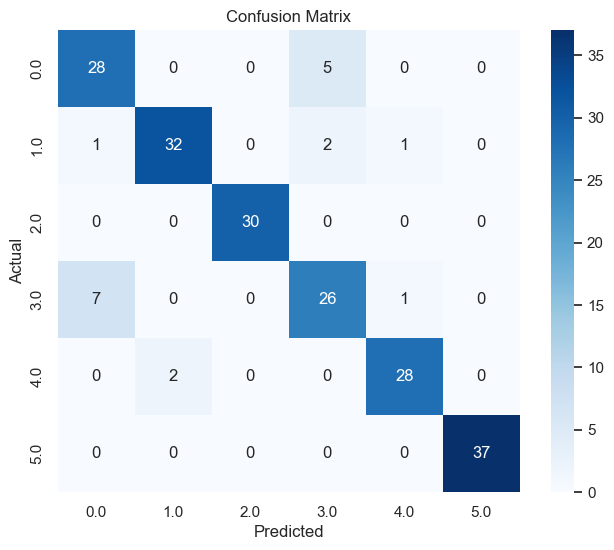 Confusion Matrix
0.0 28 0 0 5 0 0
1.0 1 32 0 2 1 0
2.0 0 0 30 0 0 0
3.0 7 0 0 26 1 0
4.0 0 2 0 0 28 0
5.0 0 0 0 0 0 37
Actual
0.0 1.0 2.0 3.0 4.0 5.0
Predicted
35
30
25
20
15
10
5
0